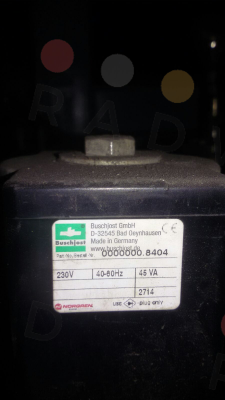 Buschjost GmbH
D-32545 Bad Oeynhausen
Made in Germany
www.buschjost.de
Buschjost
0000000.8404
230V 40-60Hz 45 VA
2714
NORGREN
RAD